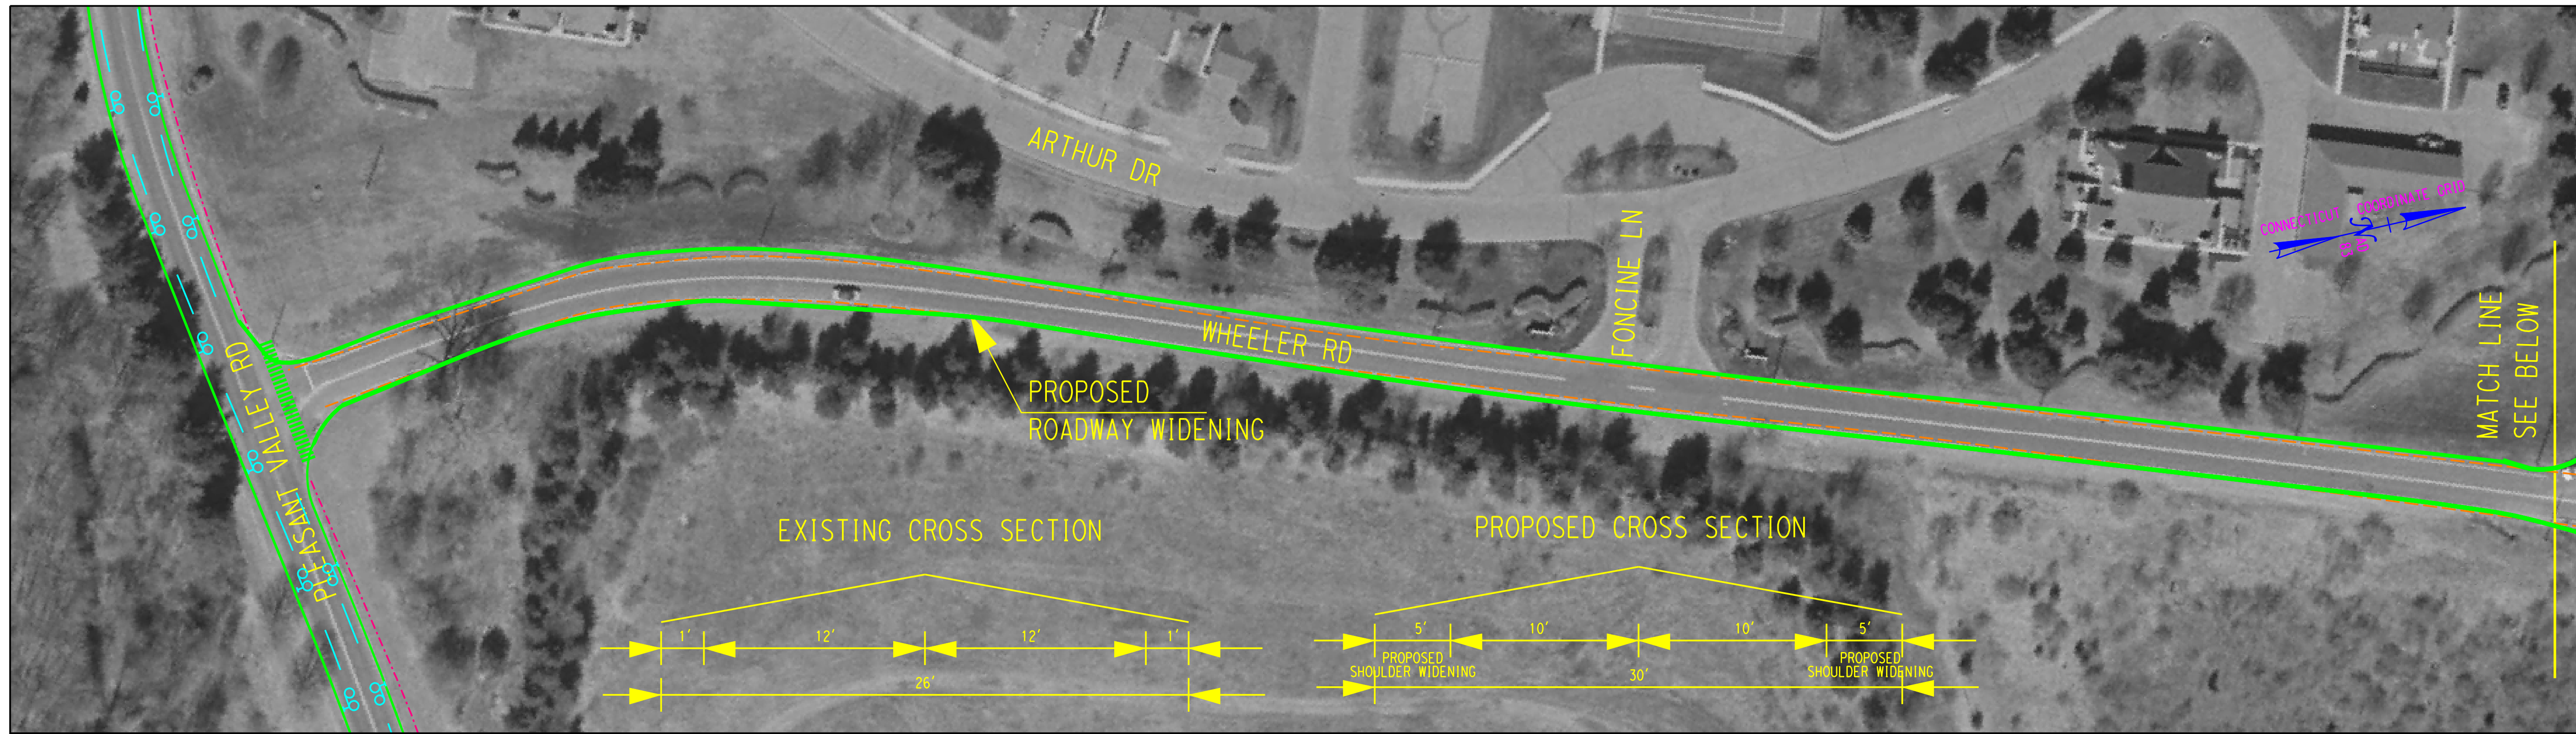 ARTHUR DR
CONNECTICUT COORDINATE GRID
FONCINE LN
WHEELER RD
MATCH LINE
SEE BELOW
PLEASANT VALLEY RD
PROPOSED
ROADWAY WIDENING
EXISTING CROSS SECTION
1' 12' 12' 1'
26'
PROPOSED CROSS SECTION
5' 10' 10' 5'
PROPOSED
SHOULDER WIDENING
PROPOSED
SHOULDER WIDENING
30'